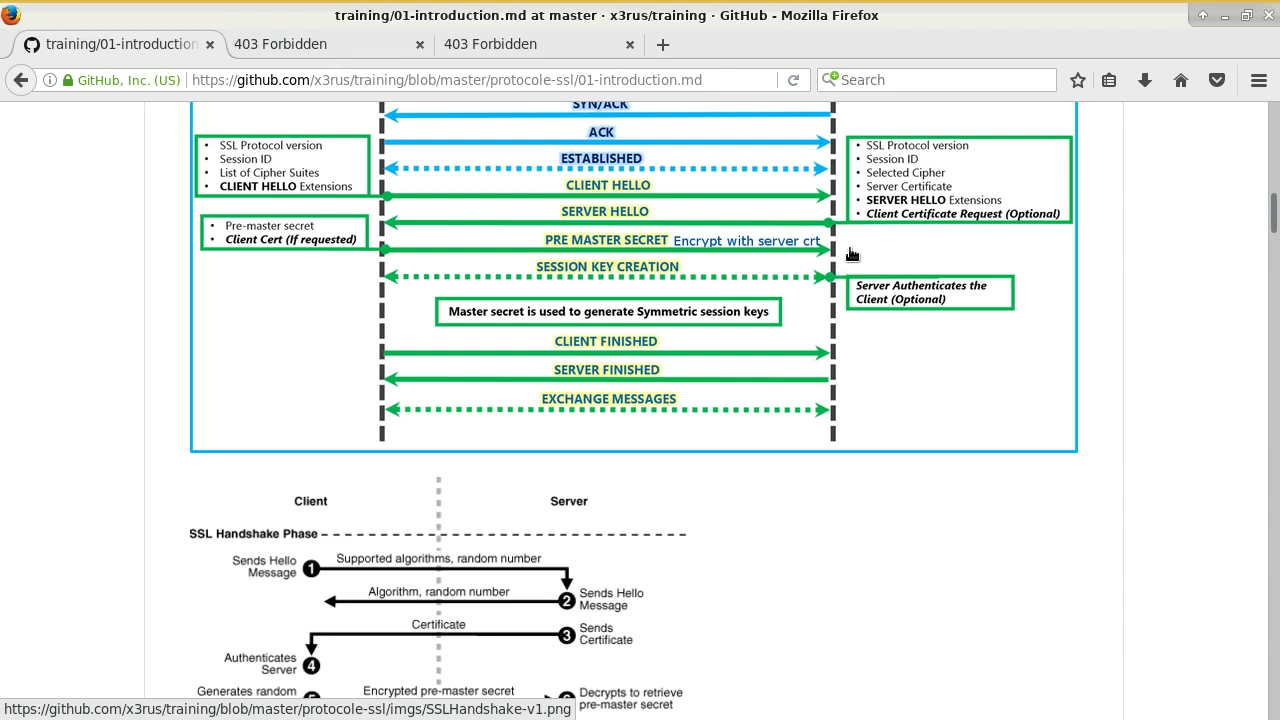 training/01-introduction.md at master · x3rus/training · GitHub - Mozilla Firefox
training/01-introduction
403 Forbidden
403 Forbidden
GitHub, Inc. (US)
https://github.com/x3rus/training/blob/master/protocole-ssl/01-introduction.md
Search
SYN/ACK
ACK
ESTABLISHED
CLIENT HELLO
SERVER HELLO
PRE MASTER SECRET Encrypt with server crt
SESSION KEY CREATION
• SSL Protocol version
• Session ID
• List of Cipher Suites
• CLIENT HELLO Extensions
• Pre-master secret
• Client Cert (If requested)
• SSL Protocol version
• Session ID
• Selected Cipher
• Server Certificate
• SERVER HELLO Extensions
• Client Certificate Request (Optional)
Server Authenticates the
Client (Optional)
Master secret is used to generate Symmetric session keys
CLIENT FINISHED
SERVER FINISHED
EXCHANGE MESSAGES
Client
Server
SSL Handshake Phase
Sends Hello
Message
1
Supported algorithms, random number
Algorithm, random number
2
Sends Hello
Message
Certificate
3
Sends
Certificate
Authenticates
Server
4
Generates random
Encrypted pre-master secret
Decrypts to retrieve
pre-master secret
https://github.com/x3rus/training/blob/master/protocole-ssl/imgs/SSLHandshake-v1.png